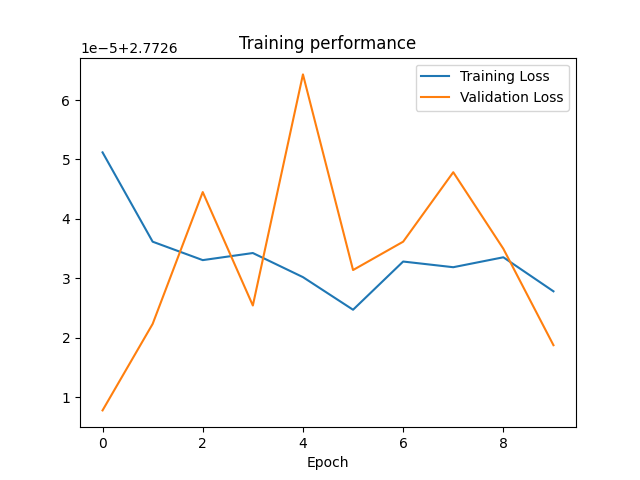 Training performance
1e−5+2.7726
Training Loss
Validation Loss
6
5
4
3
2
1
0 2 4 6 8
Epoch